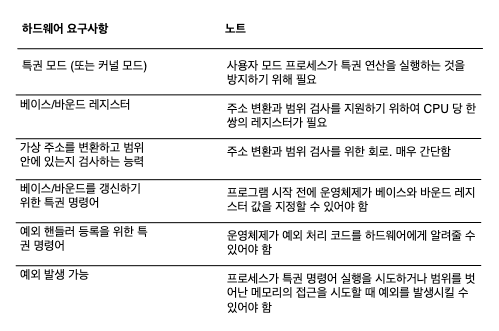 하드웨어 요구사항
노트
특권 모드 (또는 커널 모드)
사용자 모드 프로세스가 특권 연산을 실행하는 것을
방지하기 위해 필요
베이스/바운드 레지스터
주소 변환과 범위 검사를 지원하기 위하여 CPU 당 한
쌍의 레지스터가 필요
가상 주소를 변환하고 범위
안에 있는지 검사하는 능력
주소 변환과 범위 검사를 위한 회로. 매우 간단함
베이스/바운드를 갱신하기
위한 특권 명령어
프로그램 시작 전에 운영체제가 베이스와 바운드 레지
스터 값을 지정할 수 있어야 함
예외 핸들러 등록을 위한 특
권 명령어
운영체제가 예외 처리 코드를 하드웨어에게 알려줄 수
있어야 함
예외 발생 가능
프로세스가 특권 명령어 실행을 시도하거나 범위를 벗
어난 메모리의 접근을 시도할 때 예외를 발생시킬 수
있어야 함